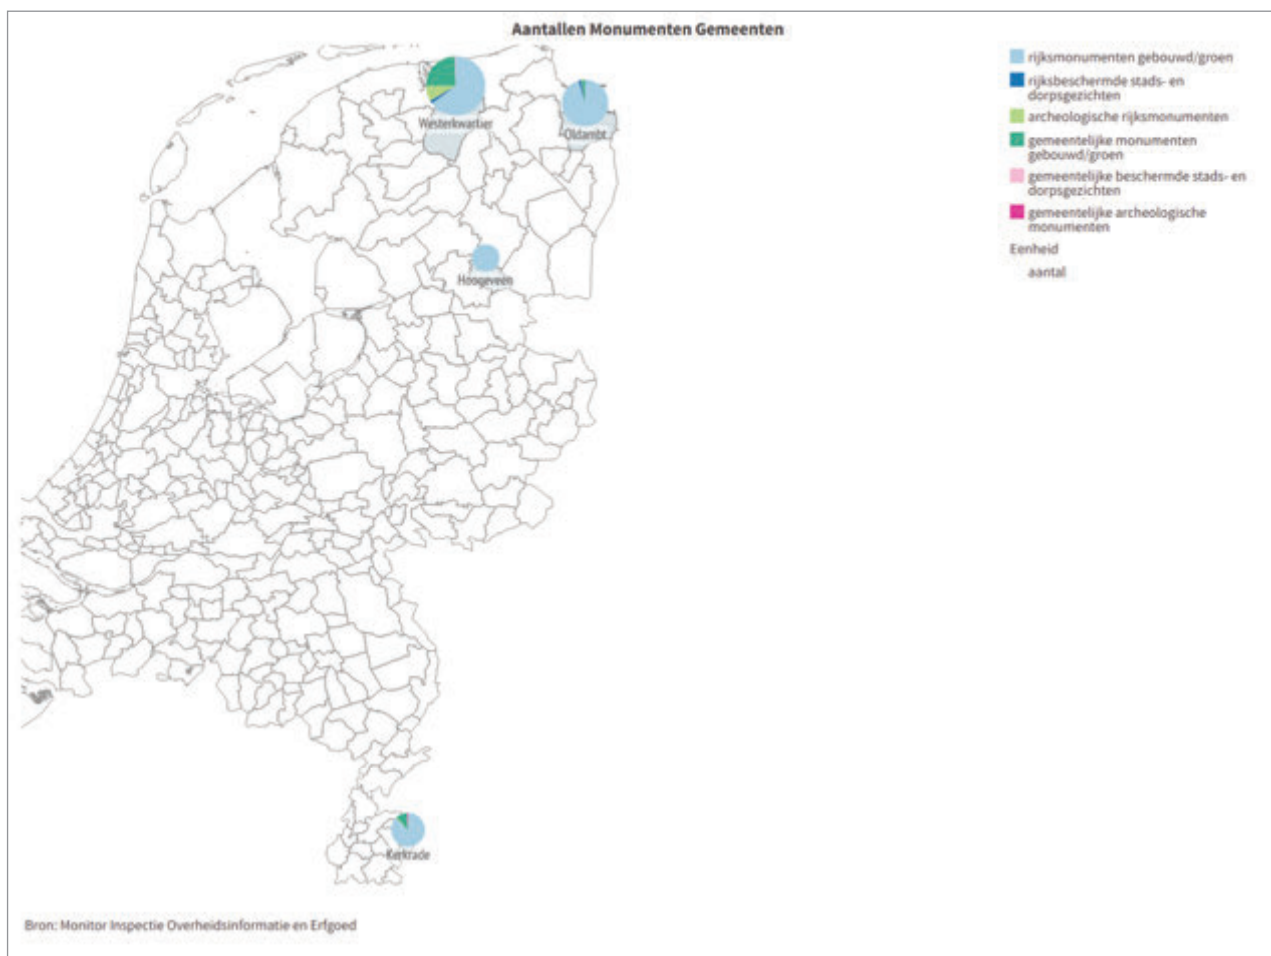 Aantallen Monumenten Gemeenten
rijksmonumenten gebouwd/groen
rijksbeschermde stads- en
dorpsgezichten
archeologische rijksmonumenten
gemeentelijke monumenten
gebouwd/groen
gemeentelijke beschermde stads- en
dorpsgezichten
gemeentelijke archeologische
monumenten
Eenheid
aantal
Westerkwartier
Oldambt
Hoogeveen
Kerkrade
Bron: Monitor Inspectie Overheidsinformatie en Erfgoed